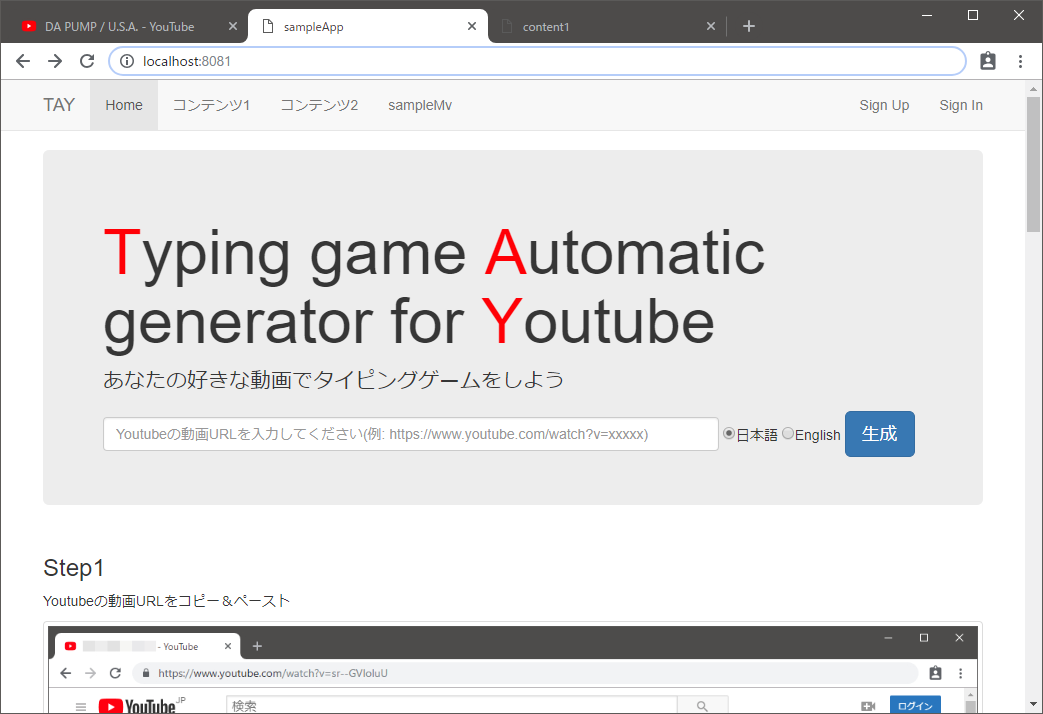 DA PUMP / U.S.A. - YouTube
sampleApp
content1
localhost:8081
TAY
Home
コンテンツ1
コンテンツ2
sampleMv
Sign Up
Sign In
Typing game Automatic
generator for Youtube
あなたの好きな動画でタイピングゲームをしよう
Youtubeの動画URLを入力してください(例: https://www.youtube.com/watch?v=xxxxx)
日本語
English
生成
Step1
Youtubeの動画URLをコピー＆ペースト
- YouTube
https://www.youtube.com/watch?v=sr--GVIoluU
YouTube JP
検索
ログイン